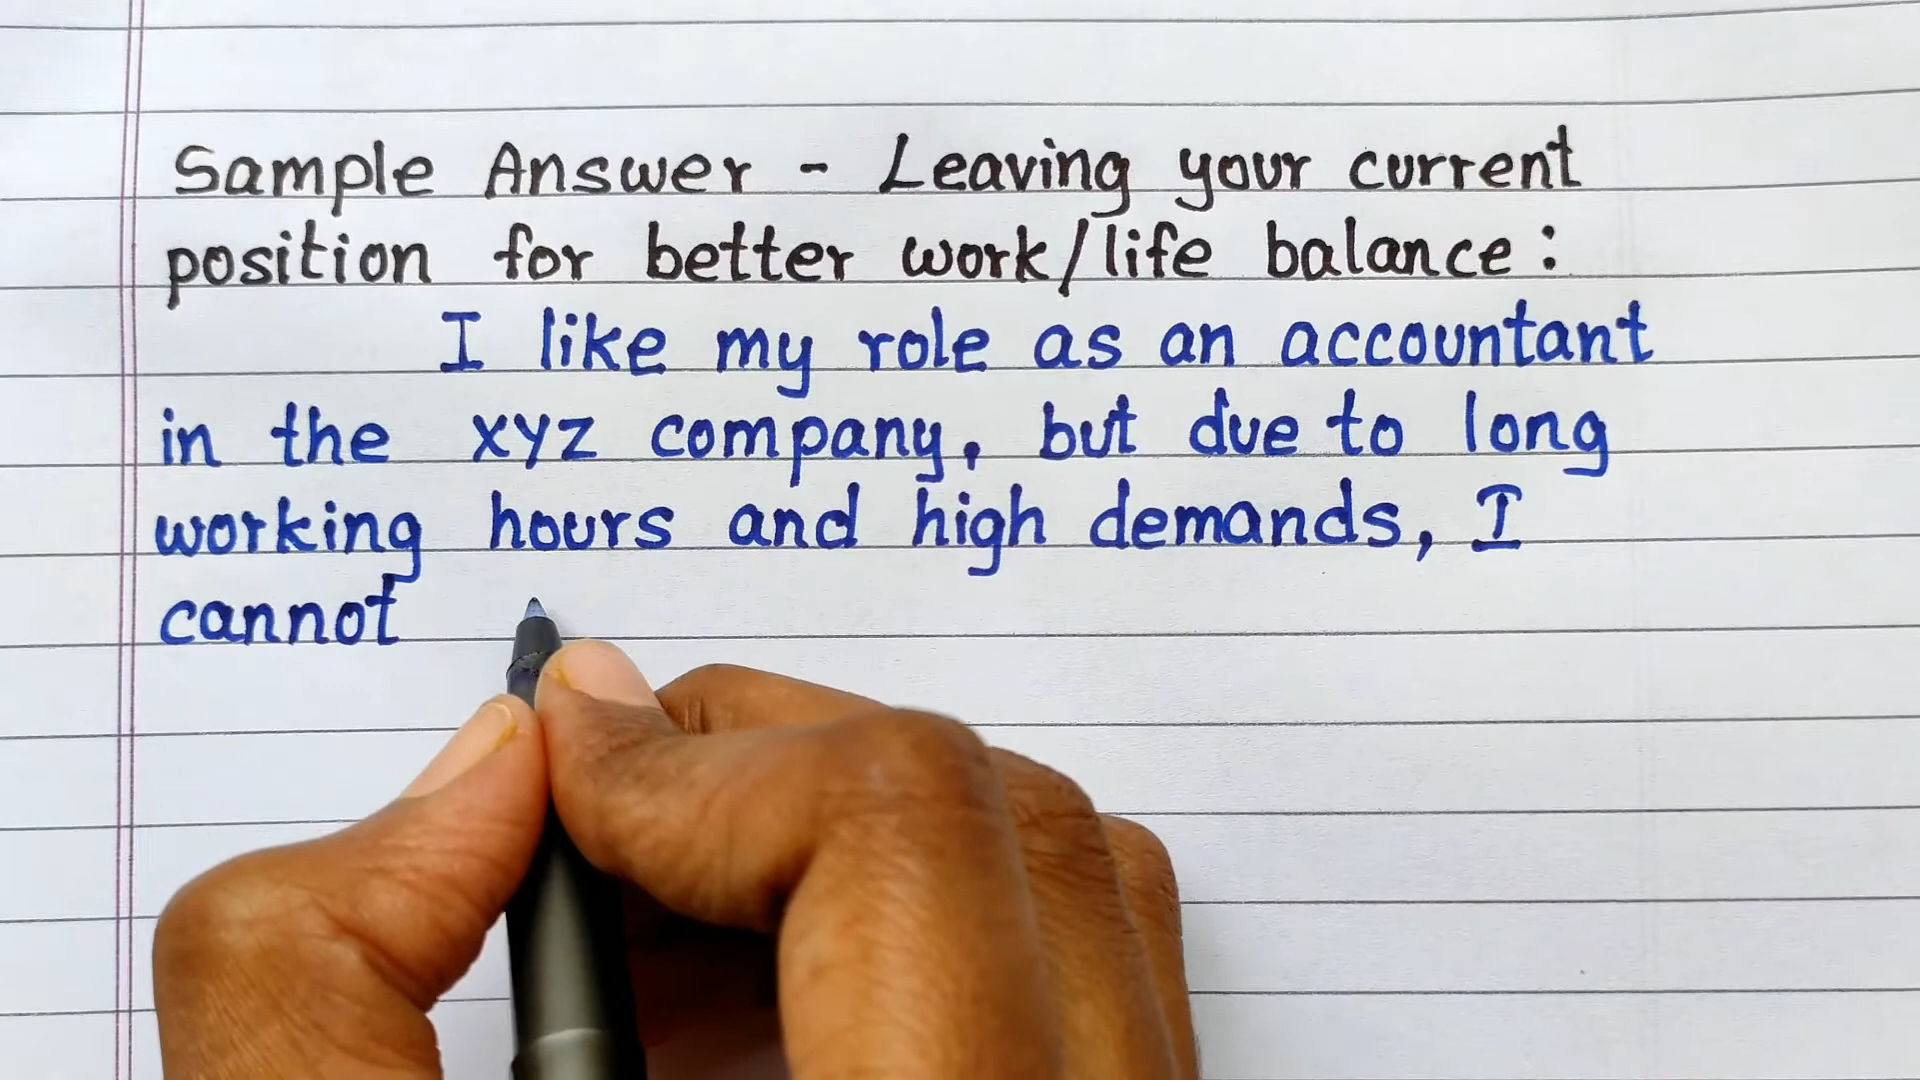 Sample Answer - Leaving your current
position for better work/life balance:
I like my role as an accountant
in the xyz company, but due to long
working hours and high demands, I
cannot